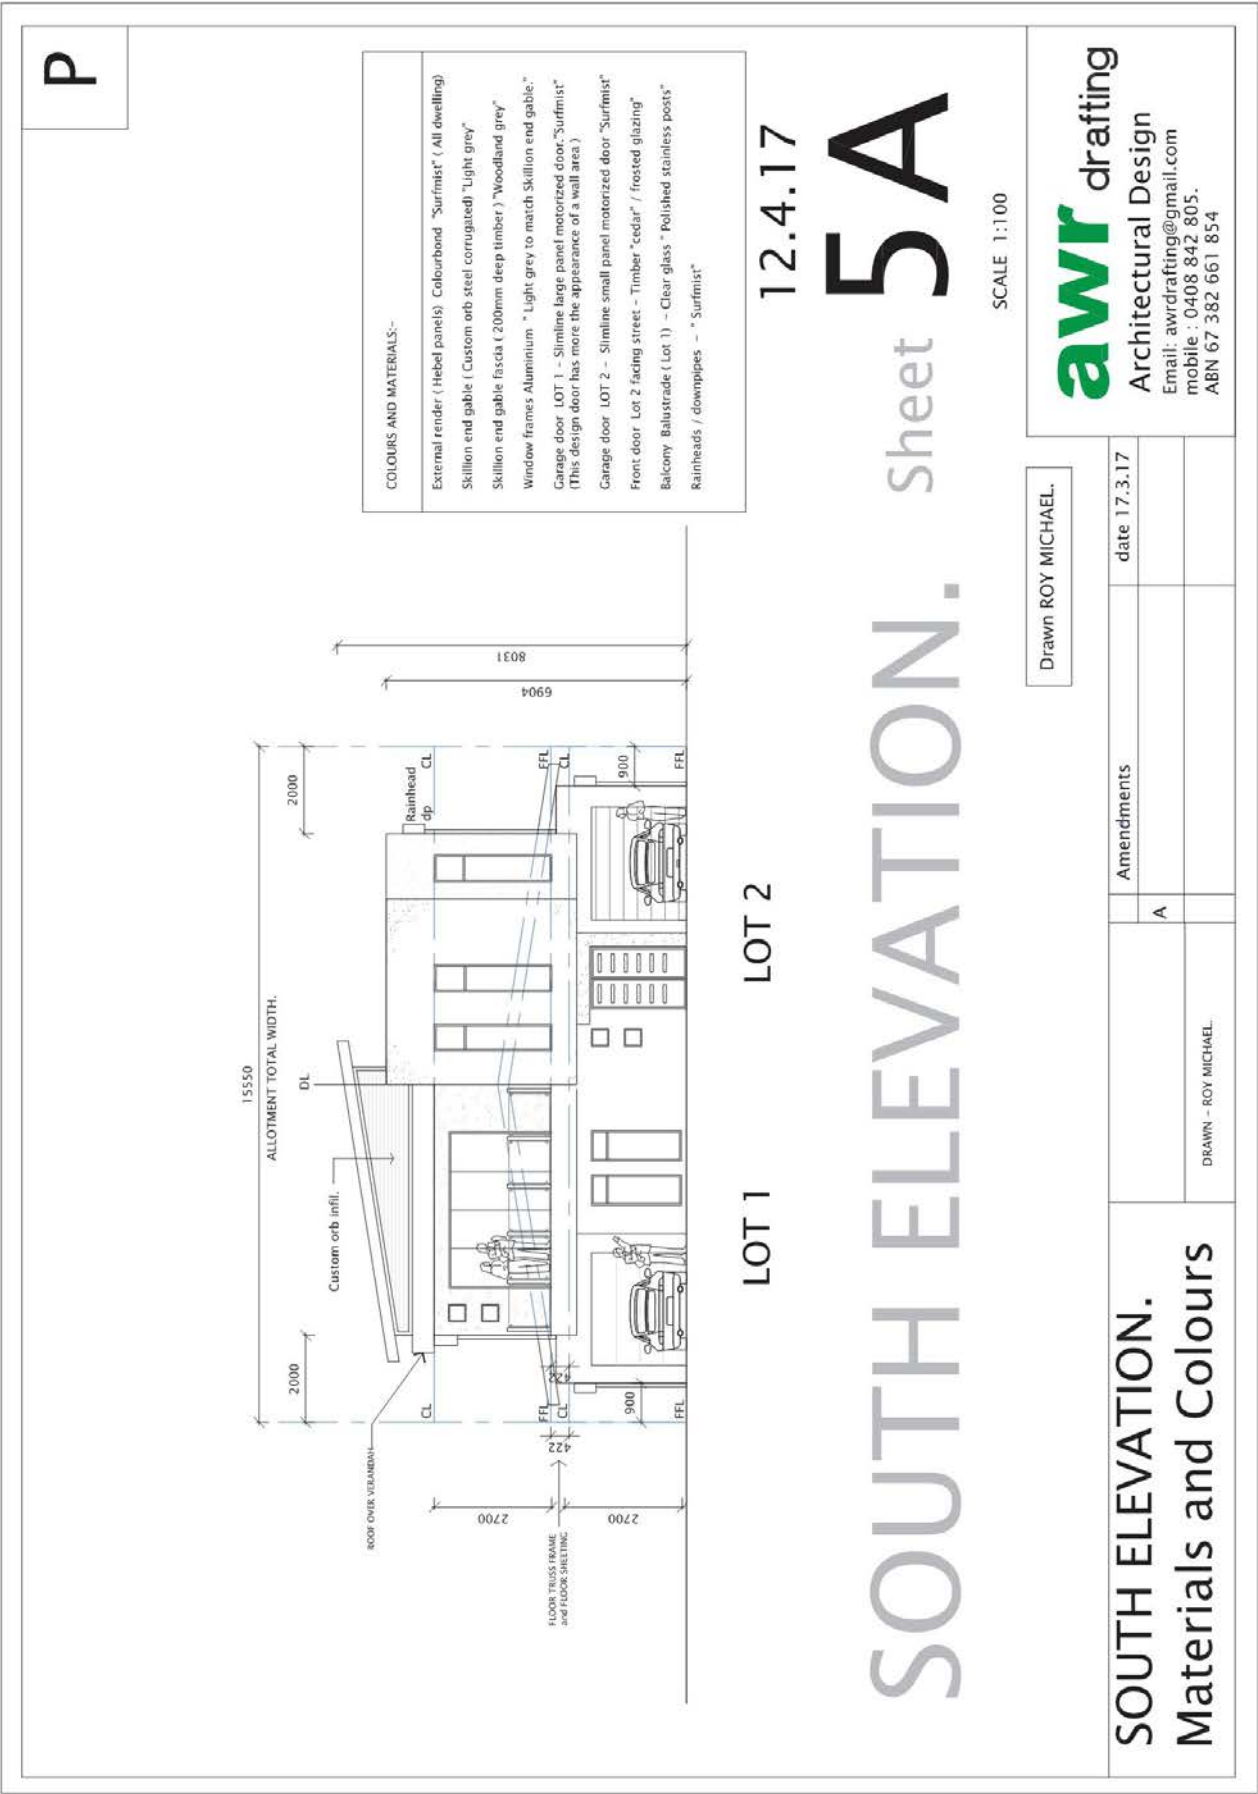 P
COLOURS AND MATERIALS:-
External render ( Hebel panels) Colourbond "Surfmist" ( All dwelling)
Skillion end gable ( Custom orb steel corrugated) "Light grey"
Skillion end gable fascia ( 200mm deep timber ) "Woodland grey"
Window frames Aluminium " Light grey to match Skillion end gable."
Garage door LOT 1 - Slimline large panel motorized door."Surfmist"
(This design door has more the appearance of a wall area )
Garage door LOT 2 - Slimline small panel motorized door "Surfmist"
Front door Lot 2 facing street - Timber "cedar" / frosted glazing"
Balcony Balustrade ( Lot 1) - Clear glass " Polished stainless posts"
Rainheads / downpipes - " Surfmist"
15550
ALLOTMENT TOTAL WIDTH.
2000
DL
2000
Custom orb infil.
ROOF OVER VERANDAH
Rainhead
dp
8031
6904
CL
CL
FFL
CL
FFL
CL
422
422
2700
2700
FLOOR TRUSS FRAME
and FLOOR SHEETING
900
900
FFL
FFL
LOT 1
LOT 2
12.4.17
SOUTH ELEVATION. Sheet 5A
SCALE 1:100
Drawn ROY MICHAEL.
SOUTH ELEVATION.
Materials and Colours
DRAWN - ROY MICHAEL.
Amendments
date 17.3.17
A
awr drafting
Architectural Design
Email: awrdrafting@gmail.com
mobile : 0408 842 805.
ABN 67 382 661 854